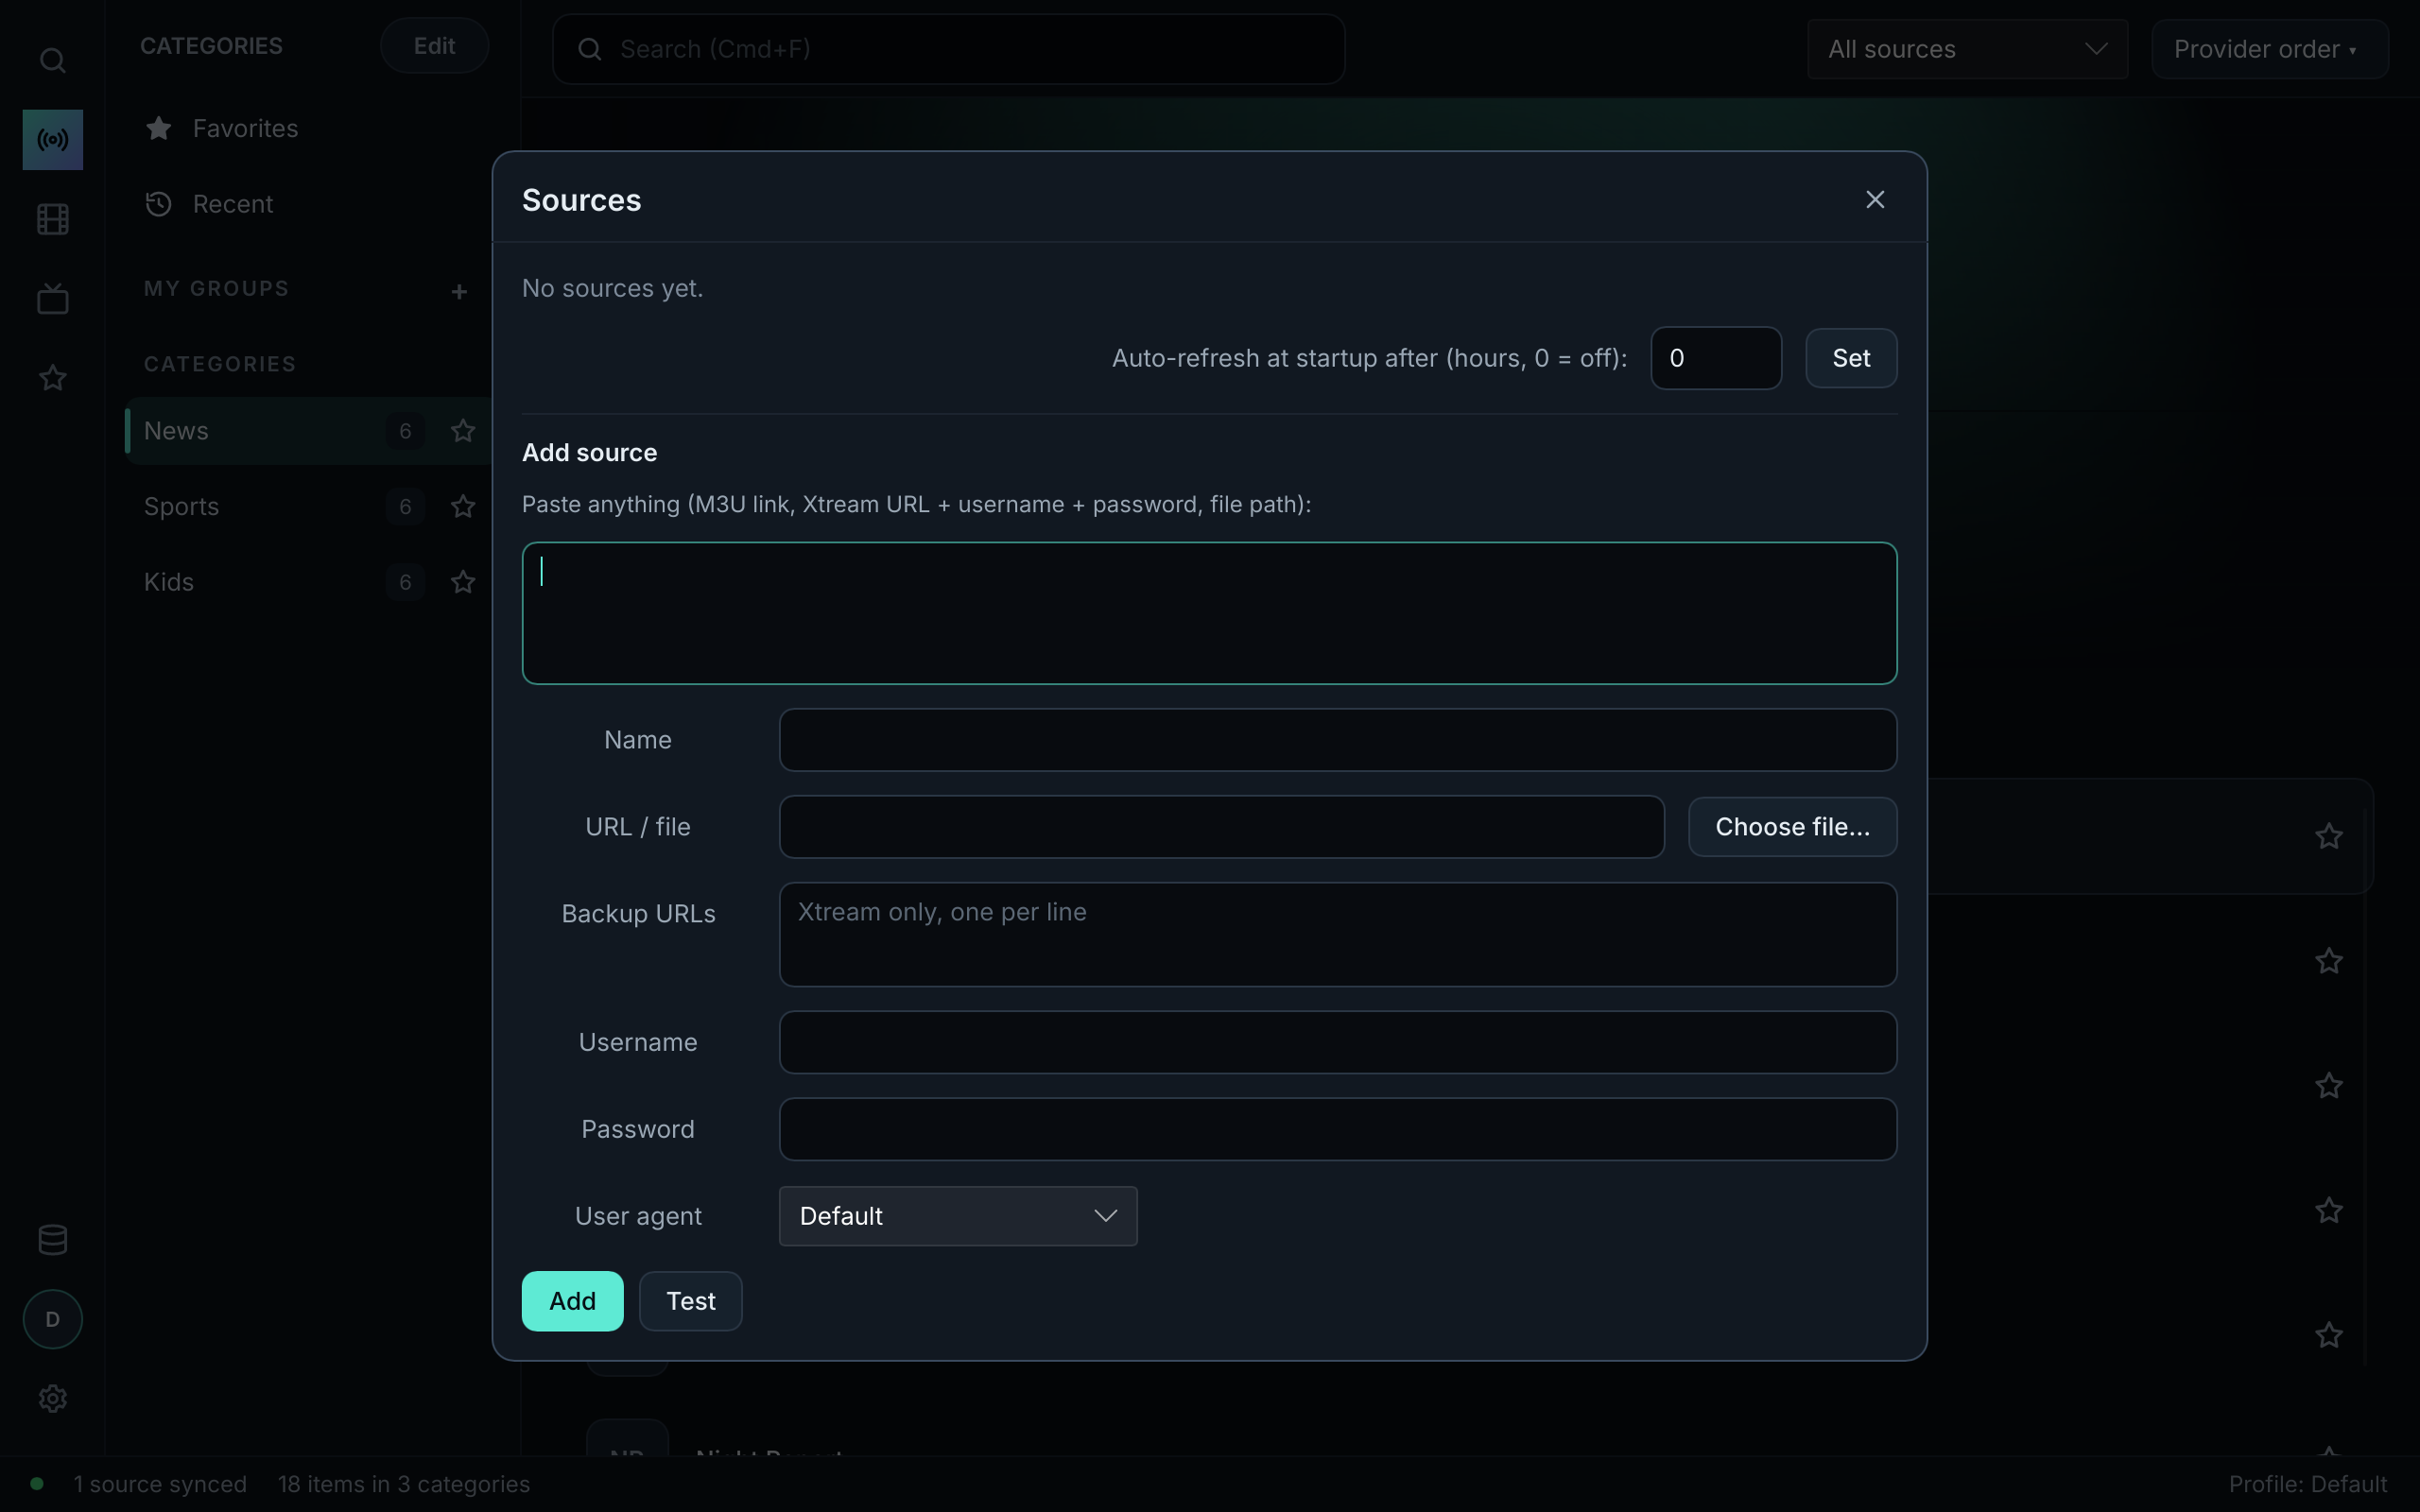 CATEGORIES
Edit
Search (Cmd+F)
All sources
Provider order ▾
Favorites
Recent
MY GROUPS
+
CATEGORIES
News 6
Sports 6
Kids 6
Sources
No sources yet.
Auto-refresh at startup after (hours, 0 = off): 0 Set
Add source
Paste anything (M3U link, Xtream URL + username + password, file path):
Name
URL / file
Choose file...
Backup URLs
Xtream only, one per line
Username
Password
User agent
Default
Add
Test
D
1 source synced
18 items in 3 categories
Profile: Default